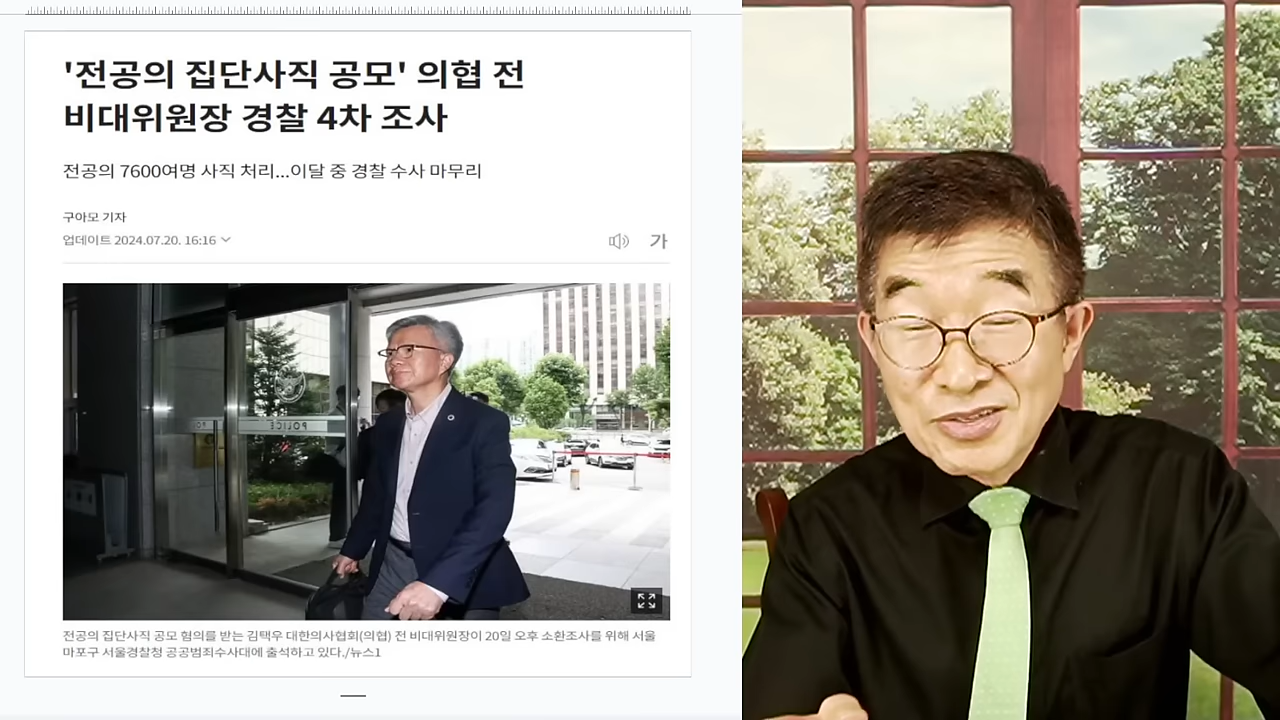 '전공의 집단사직 공모' 의협 전
비대위원장 경찰 4차 조사
전공의 7600여명 사직 처리...이달 중 경찰 수사 마무리
구아모 기자
업데이트 2024.07.20. 16:16
가
POLICE
PO
전공의 집단사직 공모 혐의를 받는 김택우 대한의사협회(의협) 전 비대위원장이 20일 오후 소환조사를 위해 서울
마포구 서울경찰청 공공범죄수사대에 출석하고 있다./뉴스1